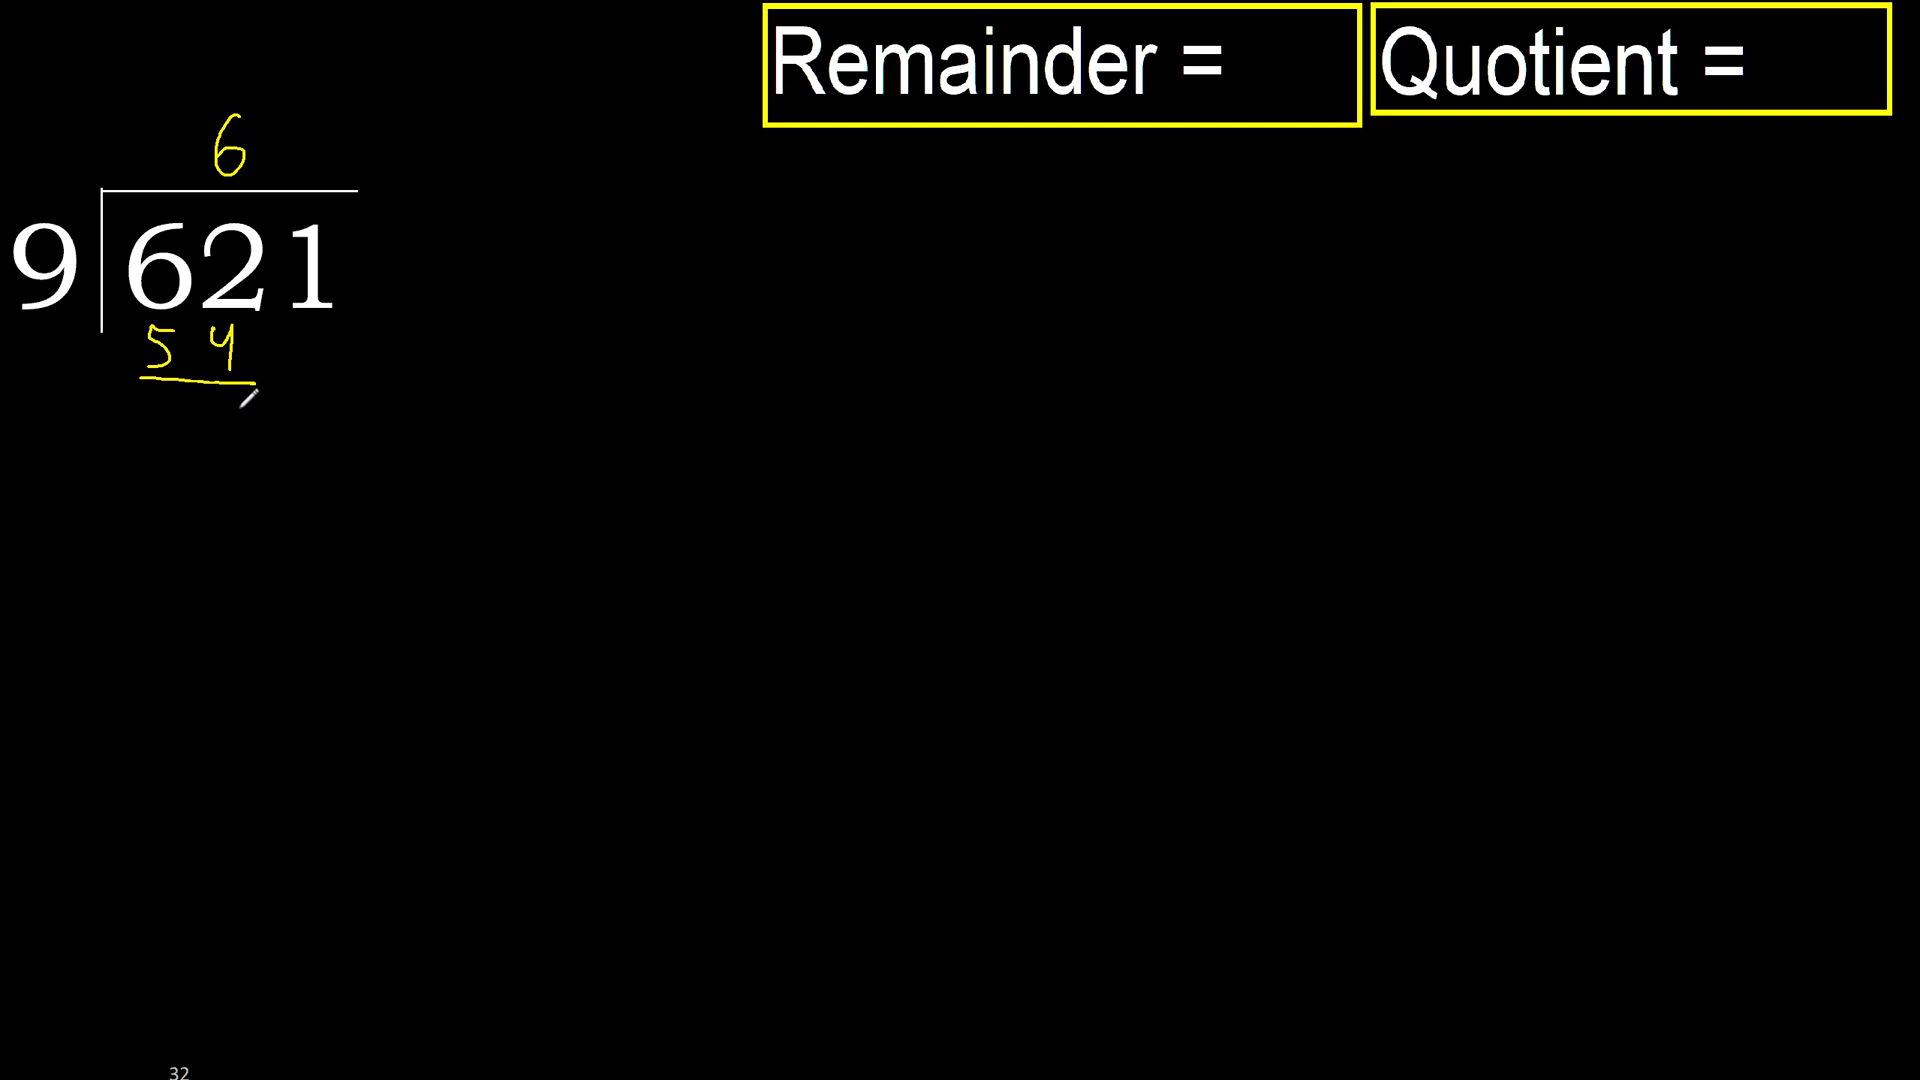 Remainder = Quotient =
6
9 621
54
32